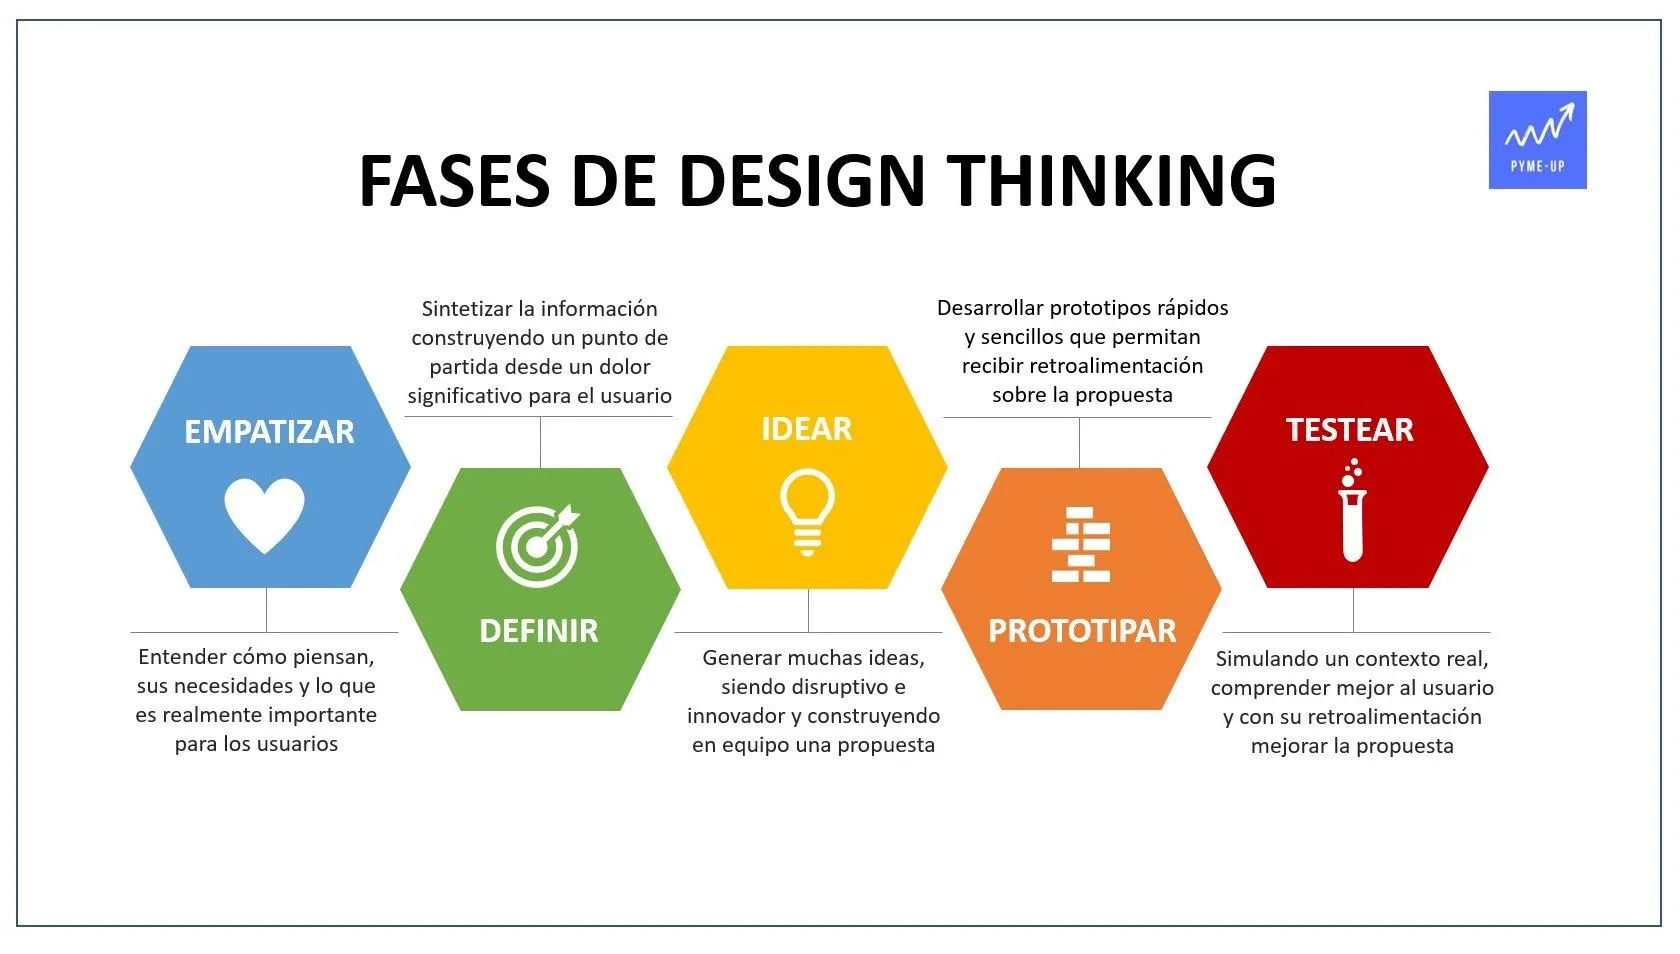 PYME-UP
FASES DE DESIGN THINKING
EMPATIZAR
Entender cómo piensan,
sus necesidades y lo que
es realmente importante
para los usuarios
Sintetizar la información
construyendo un punto de
partida desde un dolor
significativo para el usuario
DEFINIR
IDEAR
Generar muchas ideas,
siendo disruptivo e
innovador y construyendo
en equipo una propuesta
Desarrollar prototipos rápidos
y sencillos que permitan
recibir retroalimentación
sobre la propuesta
PROTOTIPAR
TESTEAR
Simulando un contexto real,
comprender mejor al usuario
y con su retroalimentación
mejorar la propuesta